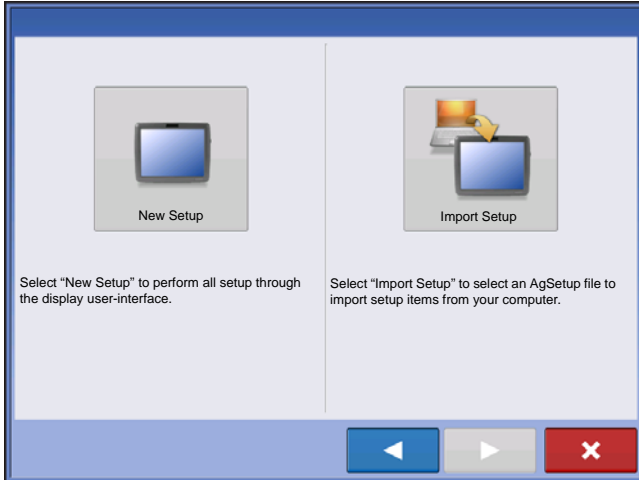 New Setup
Import Setup
Select “New Setup” to perform all setup through
the display user-interface.
Select “Import Setup” to select an AgSetup file to
import setup items from your computer.